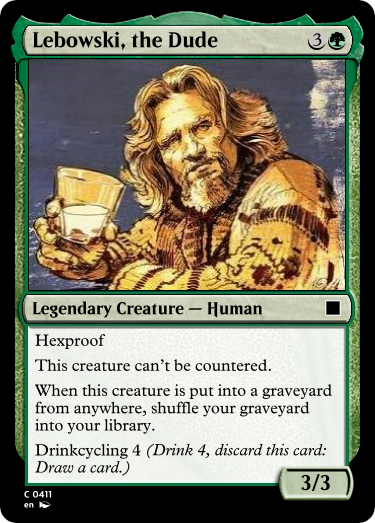 Lebowski, the Dude 3
Legendary Creature — Human
Hexproof
This creature can't be countered.
When this creature is put into a graveyard
from anywhere, shuffle your graveyard
into your library.
Drinkcycling 4 (Drink 4, discard this card:
Draw a card.)
3/3
C 0411
en